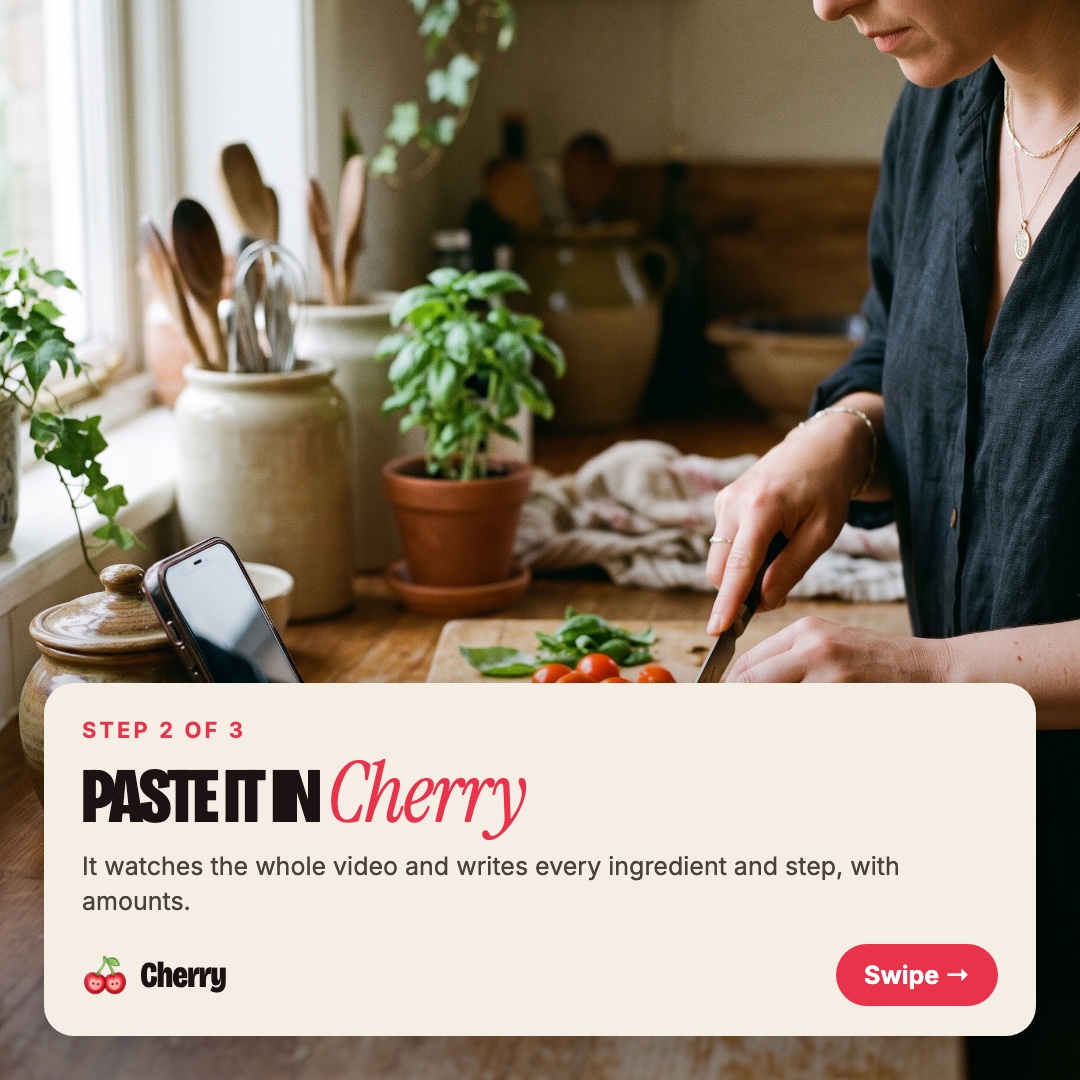 STEP 2 OF 3
PASTE IT IN Cherry
It watches the whole video and writes every ingredient and step, with
amounts.
Cherry
Swipe →